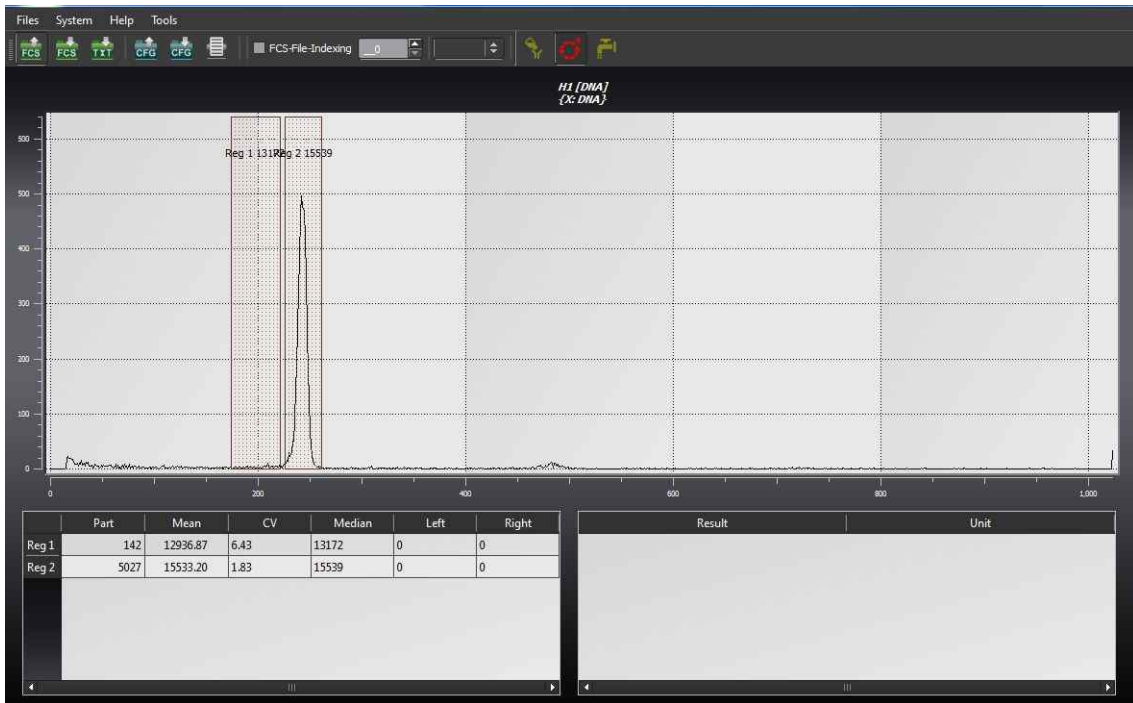 Files System Help Tools
FCS FCS TXT CFG CFG FCS-File-Indexing __0
H1 [DNA]
{X: DNA}
Reg 1 13172 Reg 2 15539
500
500
400
300
200
100
0
0 200 400 600 800 1,000
Part Mean CV Median Left Right
Reg 1 142 12936.87 6.43 13172 0 0
Reg 2 5027 15533.20 1.83 15539 0 0
Result Unit